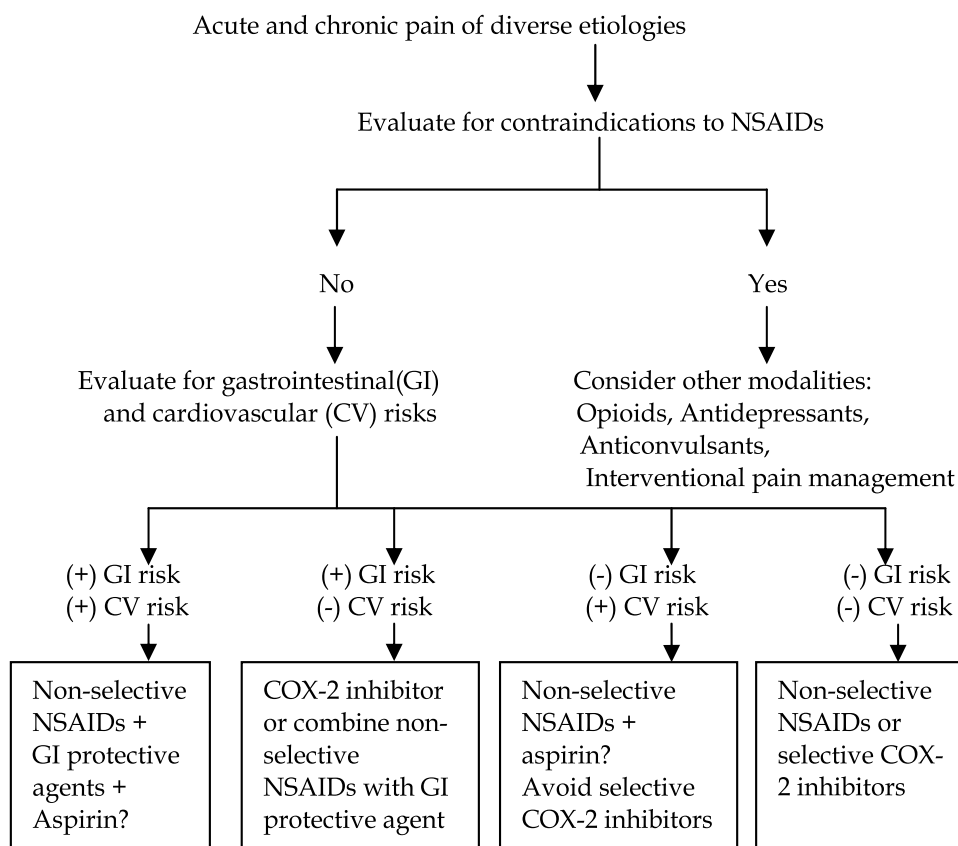 Acute and chronic pain of diverse etiologies
Evaluate for contraindications to NSAIDs
No
Yes
Evaluate for gastrointestinal(GI)
and cardiovascular (CV) risks
Consider other modalities:
Opioids, Antidepressants,
Anticonvulsants,
Interventional pain management
(+) GI risk
(+) CV risk
(+) GI risk
(-) CV risk
(-) GI risk
(+) CV risk
(-) GI risk
(-) CV risk
Non-selective
NSAIDs +
GI protective
agents +
Aspirin?
COX-2 inhibitor
or combine non-
selective
NSAIDs with GI
protective agent
Non-selective
NSAIDs +
aspirin?
Avoid selective
COX-2 inhibitors
Non-selective
NSAIDs or
selective COX-
2 inhibitors